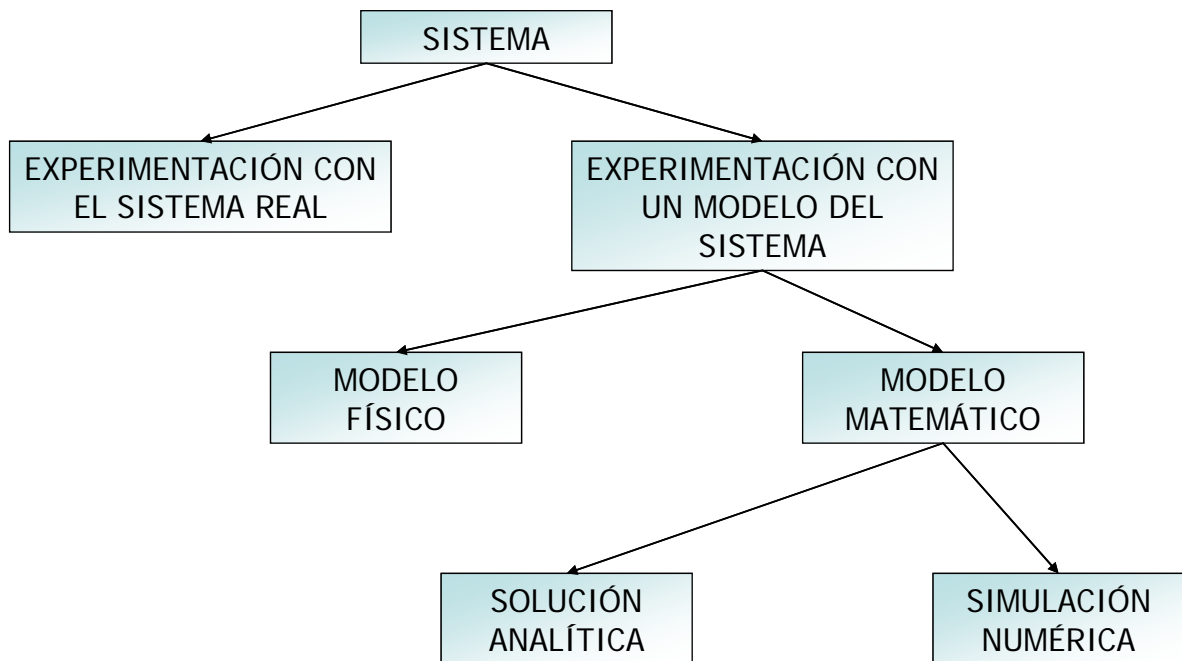 SISTEMA
EXPERIMENTACIÓN CON
EL SISTEMA REAL
EXPERIMENTACIÓN CON
UN MODELO DEL
SISTEMA
MODELO
FÍSICO
MODELO
MATEMÁTICO
SOLUCIÓN
ANALÍTICA
SIMULACIÓN
NUMÉRICA